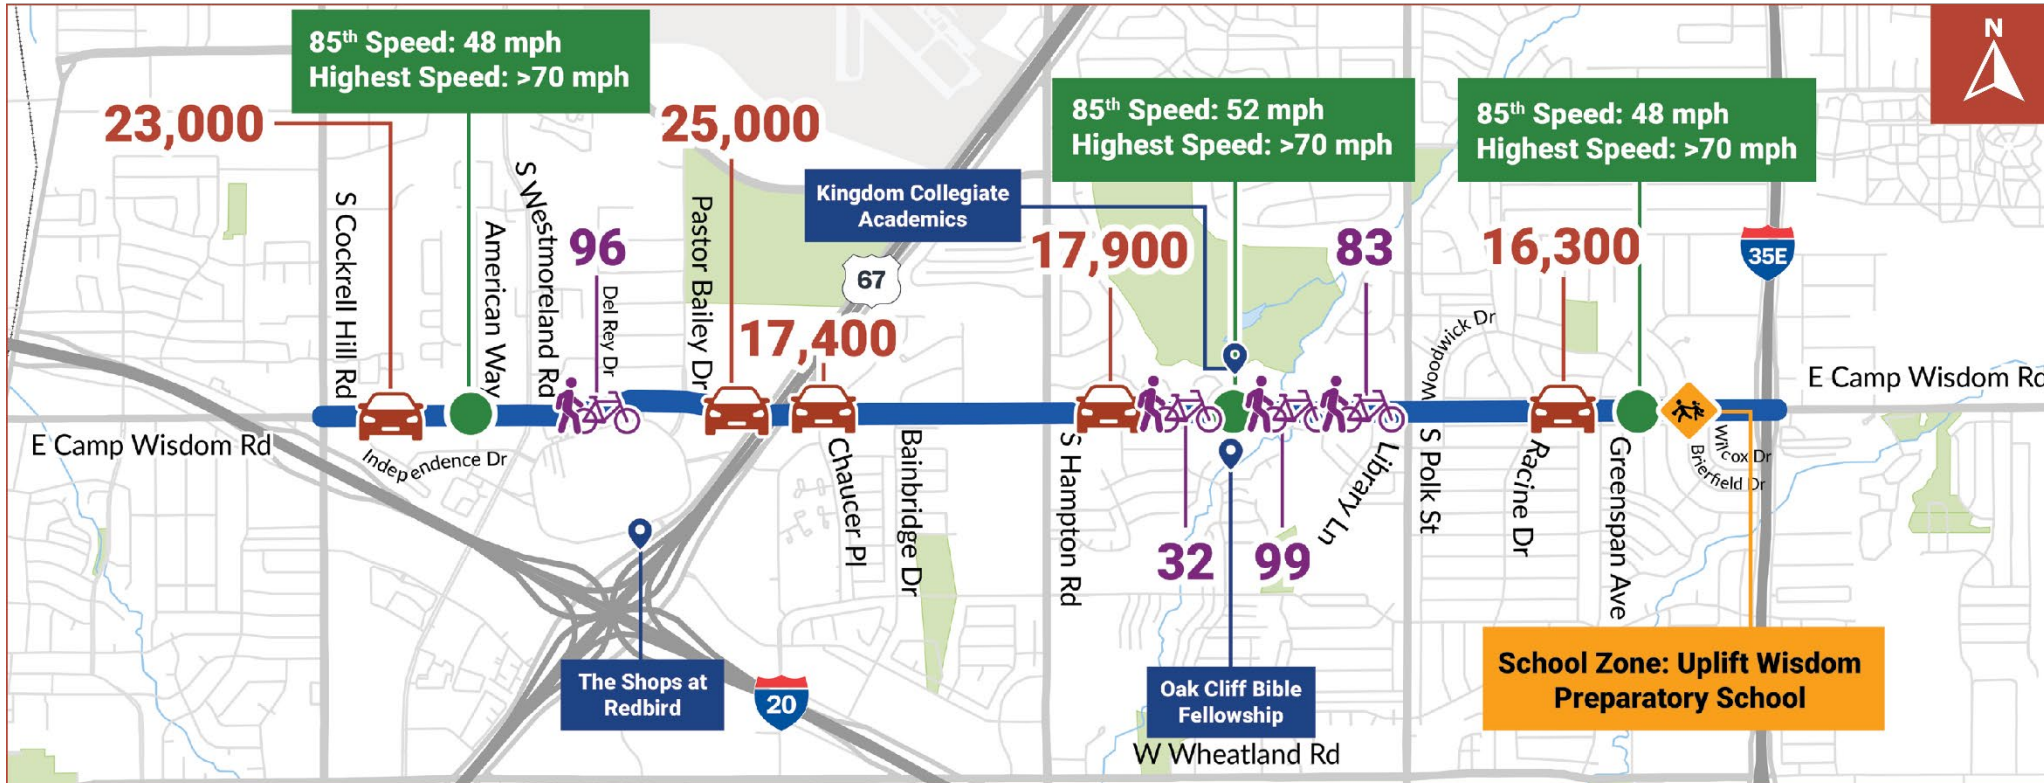 N
85th Speed: 48 mph
Highest Speed: >70 mph
23,000
25,000
85th Speed: 52 mph
Highest Speed: >70 mph
85th Speed: 48 mph
Highest Speed: >70 mph
Kingdom Collegiate
Academics
S Cockrell Hill Rd
American Way
S Westmoreland Rd
96
Del Rey Dr
Pastor Bailey Dr
67
17,400
17,900
83
16,300
35E
Woodwick Dr
E Camp Wisdom Rd
E Camp Wisdom Rd
Independence Dr
Chaucer Pl
Bainbridge Dr
S Hampton Rd
32
99
Library Ln
S Polk St
Racine Dr
Greenspan Ave
Wilcox Dr
Brierfield Dr
The Shops at
Redbird
20
Oak Cliff Bible
Fellowship
School Zone: Uplift Wisdom
Preparatory School
W Wheatland Rd